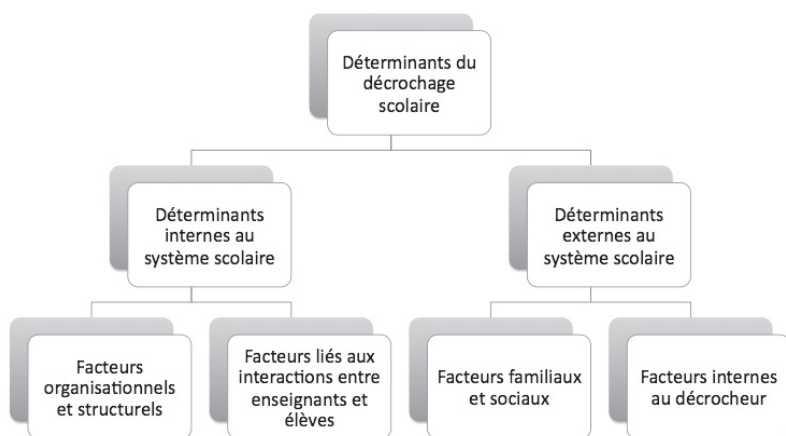 Déterminants du
décrochage
scolaire
Déterminants
internes au
système scolaire
Déterminants
externes au
système scolaire
Facteurs
organisationnels
et structurels
Facteurs liés aux
interactions entre
enseignants et
élèves
Facteurs familiaux
et sociaux
Facteurs internes
au décrocheur